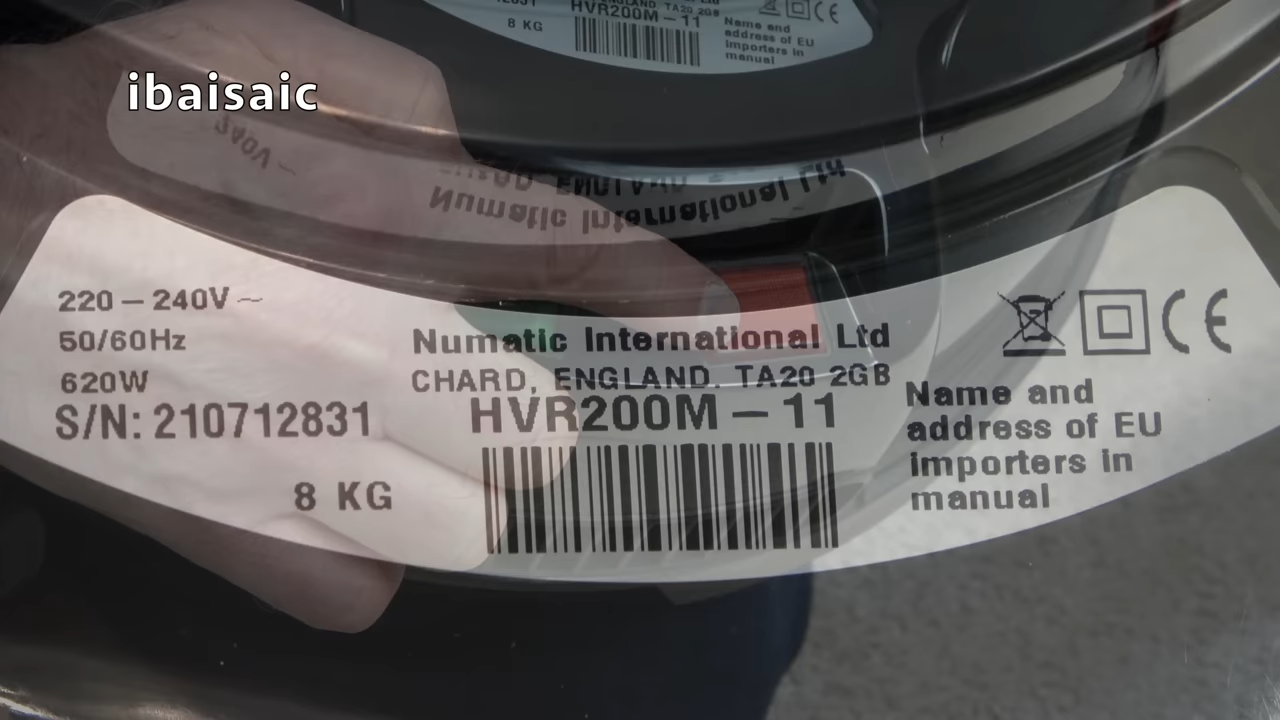 HVR200M – 11
8 KG
Name and
address of EU
importers in
manual
ibaisaic
240V ~
Numatic International Ltd
220 – 240V ~
50/60Hz
620W
S/N: 210712831
8 KG
Numatic International Ltd
CHARD, ENGLAND. TA20 2GB
HVR200M – 11
CE
Name and
address of EU
importers in
manual